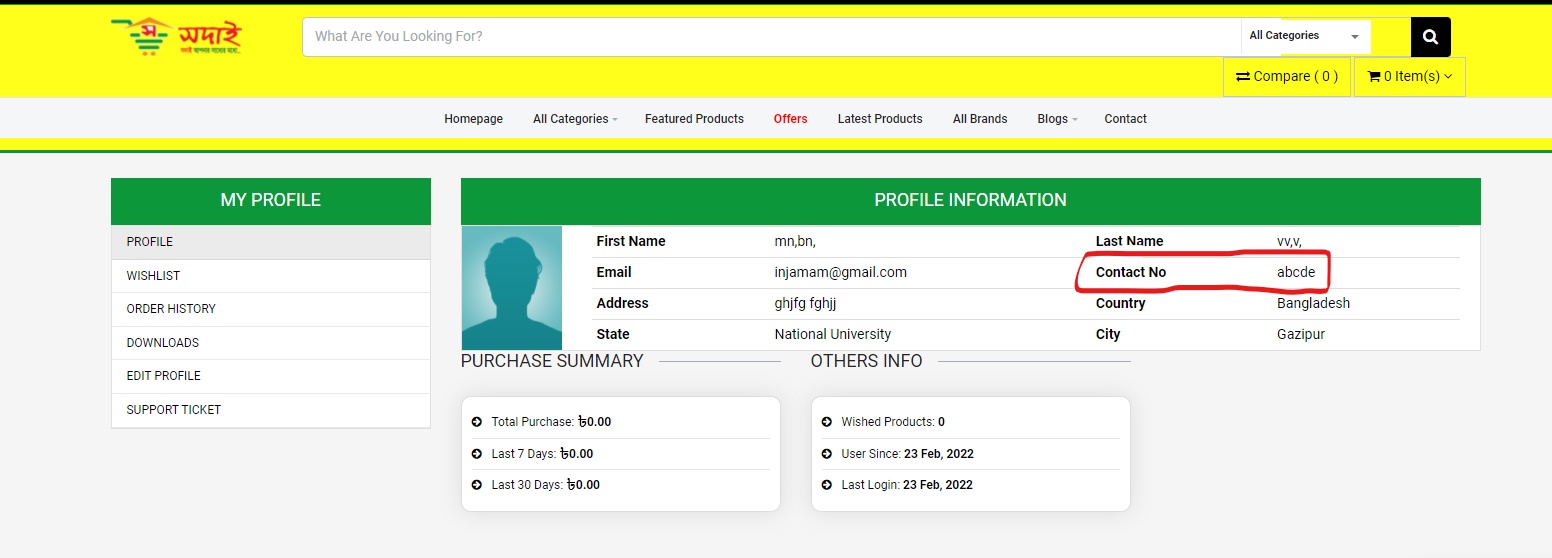 স সদাই
সদাই আপনার সাধ্যের মধ্যে..
What Are You Looking For?
All Categories
Compare ( 0 )
0 Item(s)
Homepage All Categories Featured Products Offers Latest Products All Brands Blogs Contact
MY PROFILE
PROFILE
WISHLIST
ORDER HISTORY
DOWNLOADS
EDIT PROFILE
SUPPORT TICKET
PROFILE INFORMATION
First Name mn,bn, Last Name vv,v,
Email injamam@gmail.com Contact No abcde
Address ghjfg fghjj Country Bangladesh
State National University City Gazipur
PURCHASE SUMMARY
Total Purchase: ৳0.00
Last 7 Days: ৳0.00
Last 30 Days: ৳0.00
OTHERS INFO
Wished Products: 0
User Since: 23 Feb, 2022
Last Login: 23 Feb, 2022